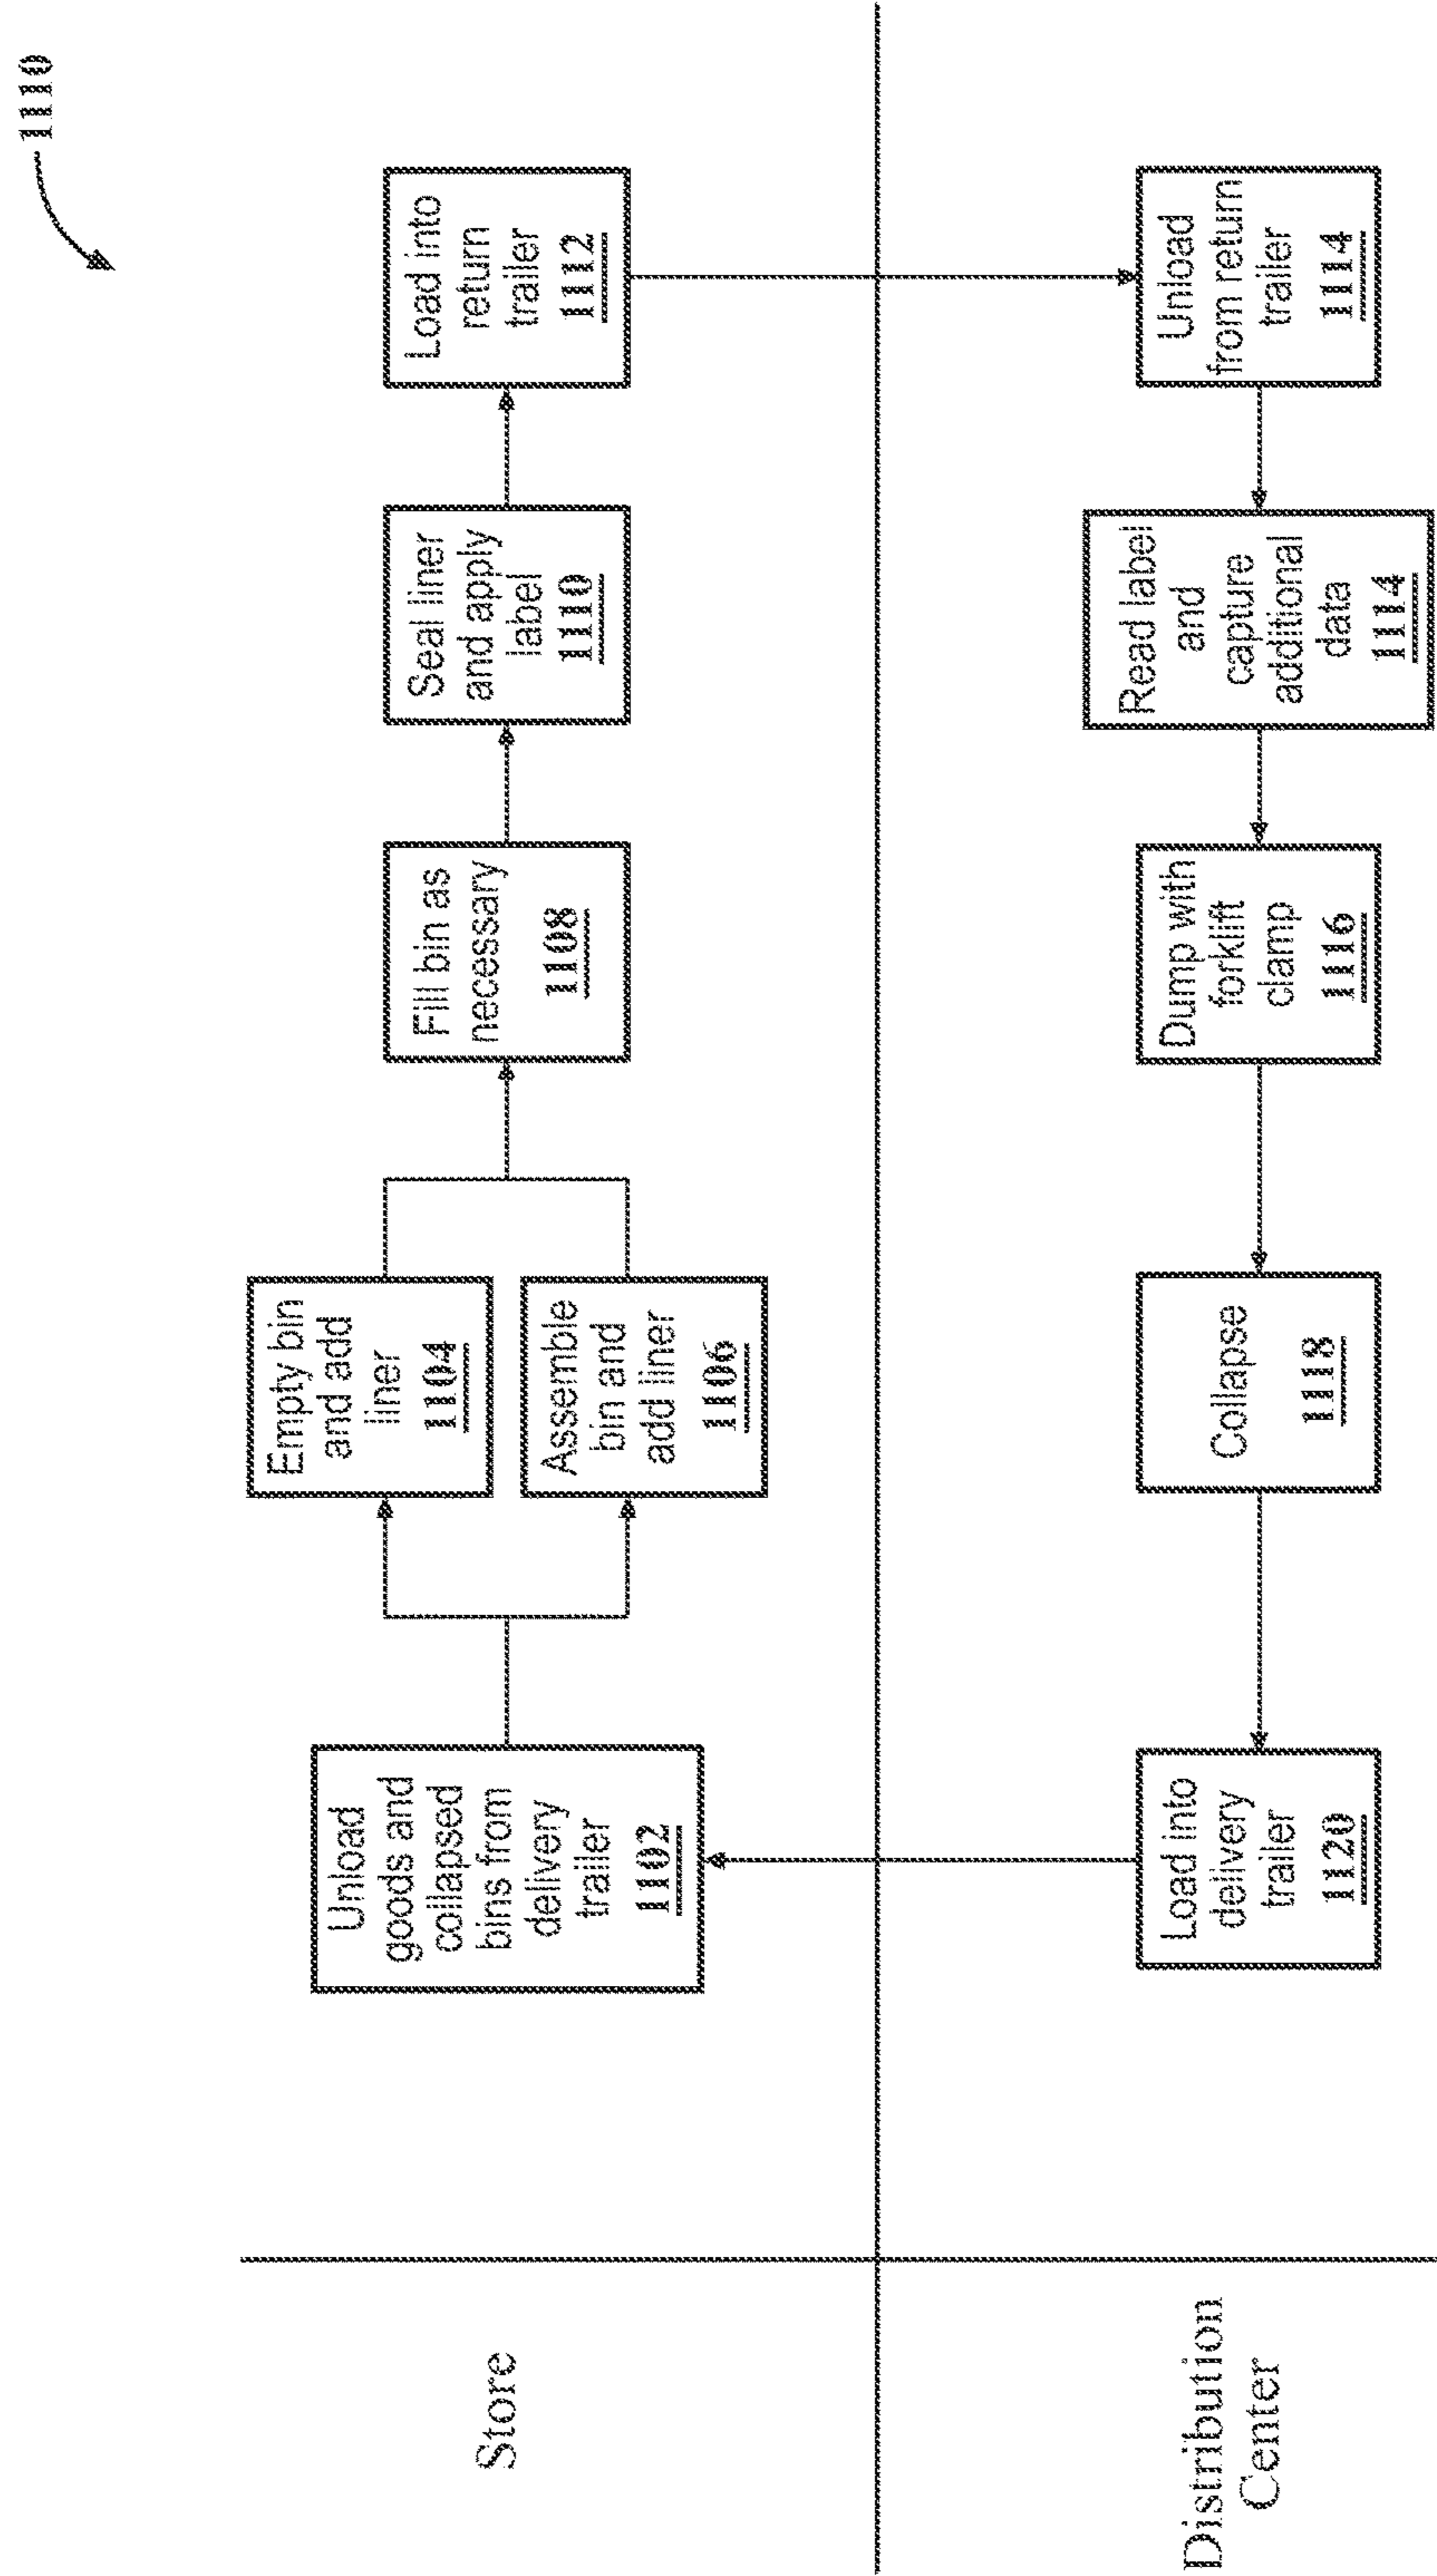 1110
Store
Unload
goods and
collapsed
bins from
delivery
trailer
1102
Empty bin
and add
liner
1104
Assemble
bin and
add liner
1106
Fill bin as
necessary
1108
Seal liner
and apply
label
1110
Load into
return
trailer
1112
Distribution
Center
Load into
delivery
trailer
1120
Collapse
1118
Dump with
forklift
clamp
1116
Read label
and
capture
additional
data
1114
Unload
from return
trailer
1114